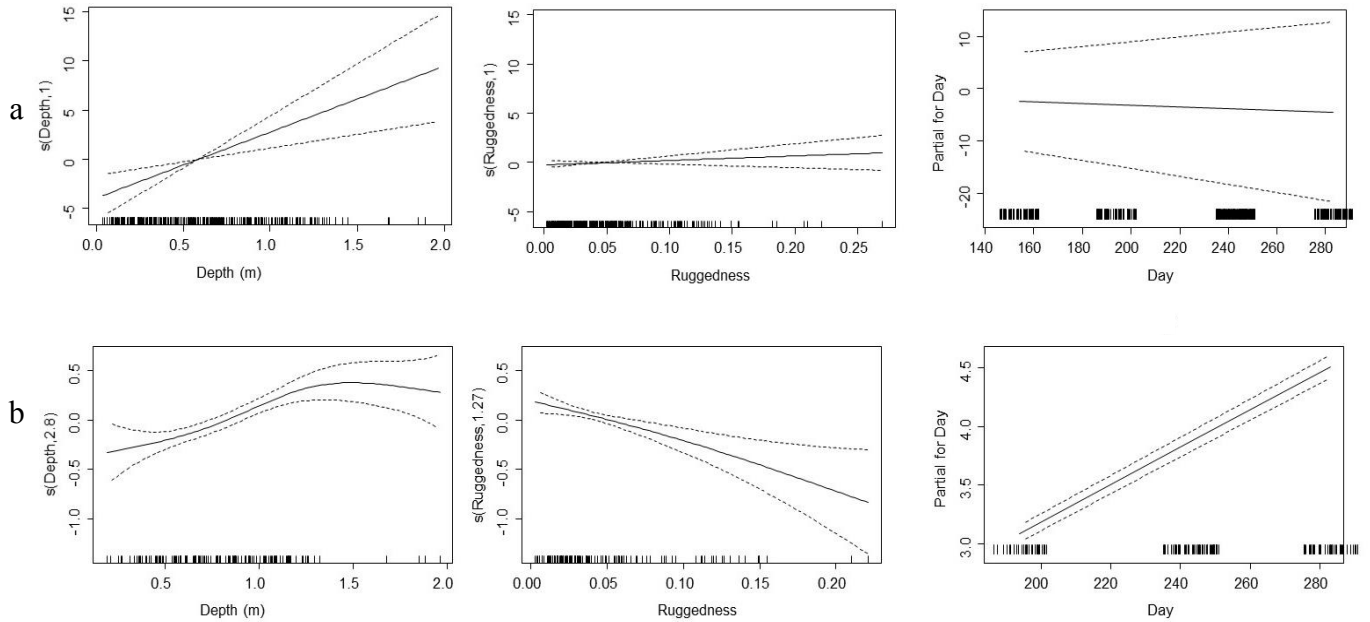 a
s(Depth,1)
15
10
5
0
-5
0.0 0.5 1.0 1.5 2.0
Depth (m)
s(Ruggedness,1)
15
10
5
0
-5
0.00 0.05 0.10 0.15 0.20 0.25
Ruggedness
Partial for Day
10
0
-10
-20
140 160 180 200 220 240 260 280
Day
b
s(Depth,2.8)
0.5
0.0
-0.5
-1.0
0.5 1.0 1.5 2.0
Depth (m)
s(Ruggedness,1.27)
0.5
0.0
-0.5
-1.0
0.00 0.05 0.10 0.15 0.20
Ruggedness
Partial for Day
4.5
4.0
3.5
3.0
200 220 240 260 280
Day